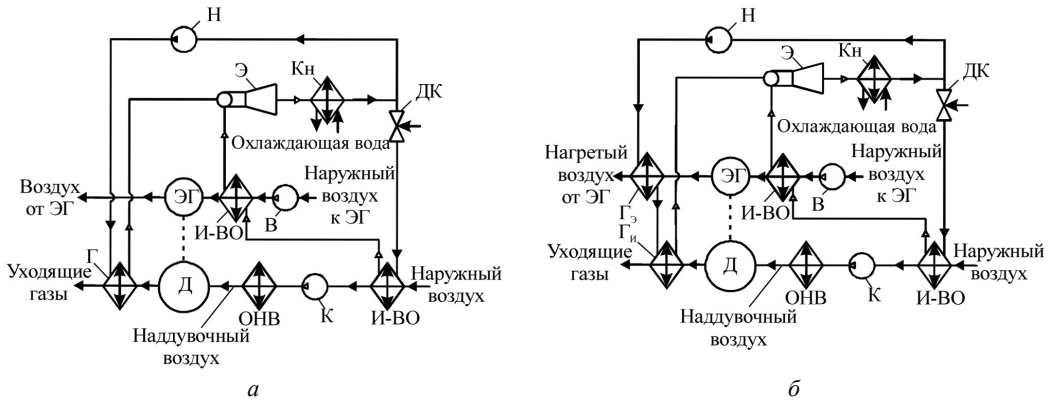 Н
Э
Кн
ДК
Охлаждающая вода
Воздух
от ЭГ
ЭГ
И-ВО
В
Наружный
воздух
к ЭГ
Г
Уходящие
газы
Д
Наддувочный
воздух
ОНВ
К
И-ВО
Наружный
воздух
а
Н
Э
Кн
ДК
Охлаждающая вода
Нагретый
воздух
от ЭГ
Гэ
Ги
ЭГ
И-ВО
В
Наружный
воздух
к ЭГ
Уходящие
газы
Д
Наддувочный
воздух
ОНВ
К
И-ВО
Наружный
воздух
б